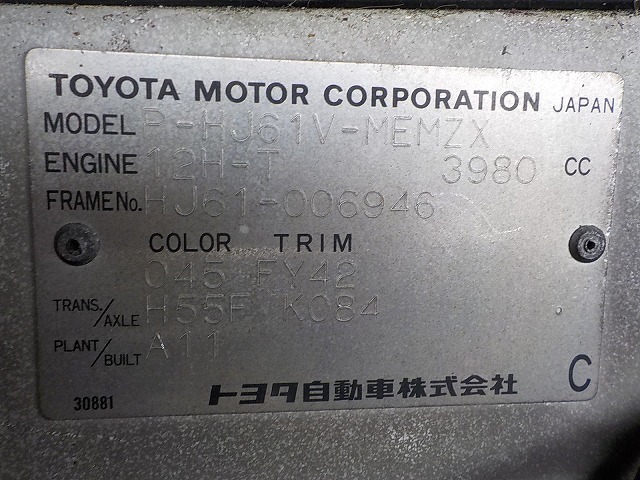 TOYOTA MOTOR CORPORATION JAPAN
MODEL P-HJ61V-MEMZX
ENGINE 12H-T 3980 CC
FRAME No. HJ61-006946
COLOR TRIM
045 FY42
TRANS./AXLE H55F K084
PLANT/BUILT A11
トヨタ自動車株式会社 C
30881